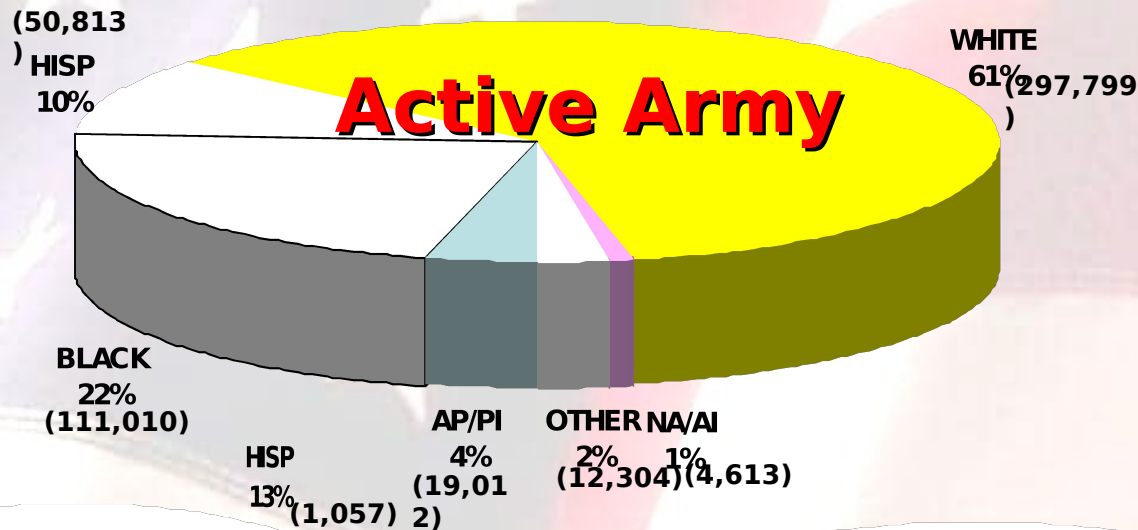 (50,813
)
HISP
10%
Active Army
WHITE
61%
(297,799
)
BLACK
22%
(111,010)
HISP
13%
(1,057)
AP/PI
4%
(19,01
2)
OTHER
2%
(12,304)
NA/AI
1%
(4,613)